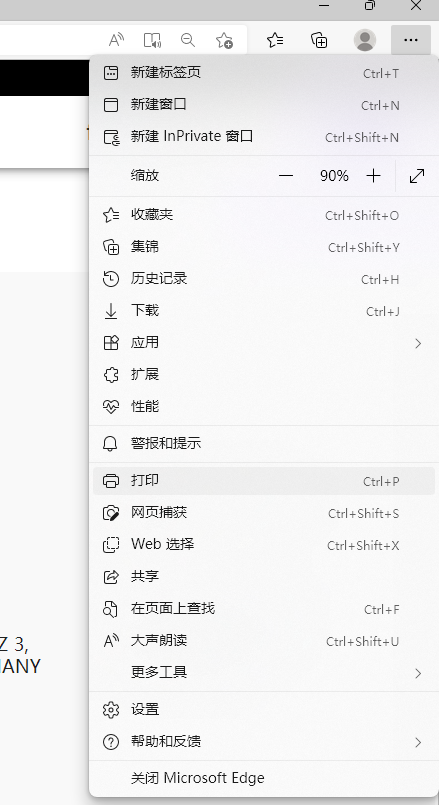 新建标签页 Ctrl+T
新建窗口 Ctrl+N
新建 InPrivate 窗口 Ctrl+Shift+N
缩放 90%
收藏夹 Ctrl+Shift+O
集锦 Ctrl+Shift+Y
历史记录 Ctrl+H
下载 Ctrl+J
应用
扩展
性能
警报和提示
打印 Ctrl+P
网页捕获 Ctrl+Shift+S
Web 选择 Ctrl+Shift+X
共享
在页面上查找 Ctrl+F
Z 3,
大声朗读 Ctrl+Shift+U
MANY
更多工具
设置
帮助和反馈
关闭 Microsoft Edge